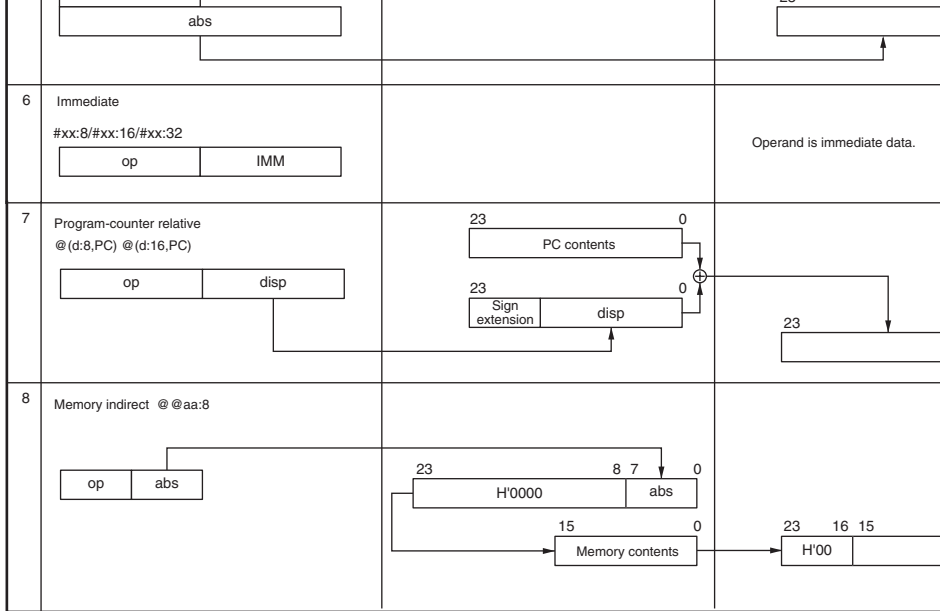 abs
6
Immediate
#xx:8/#xx:16/#xx:32
op
IMM
Operand is immediate data.
7
Program-counter relative
@(d:8,PC) @(d:16,PC)
op
disp
23
0
PC contents
23
0
Sign
extension
disp
23
8
Memory indirect @@aa:8
op
abs
23
8 7
0
H'0000
abs
15
0
Memory contents
23
16 15
H'00